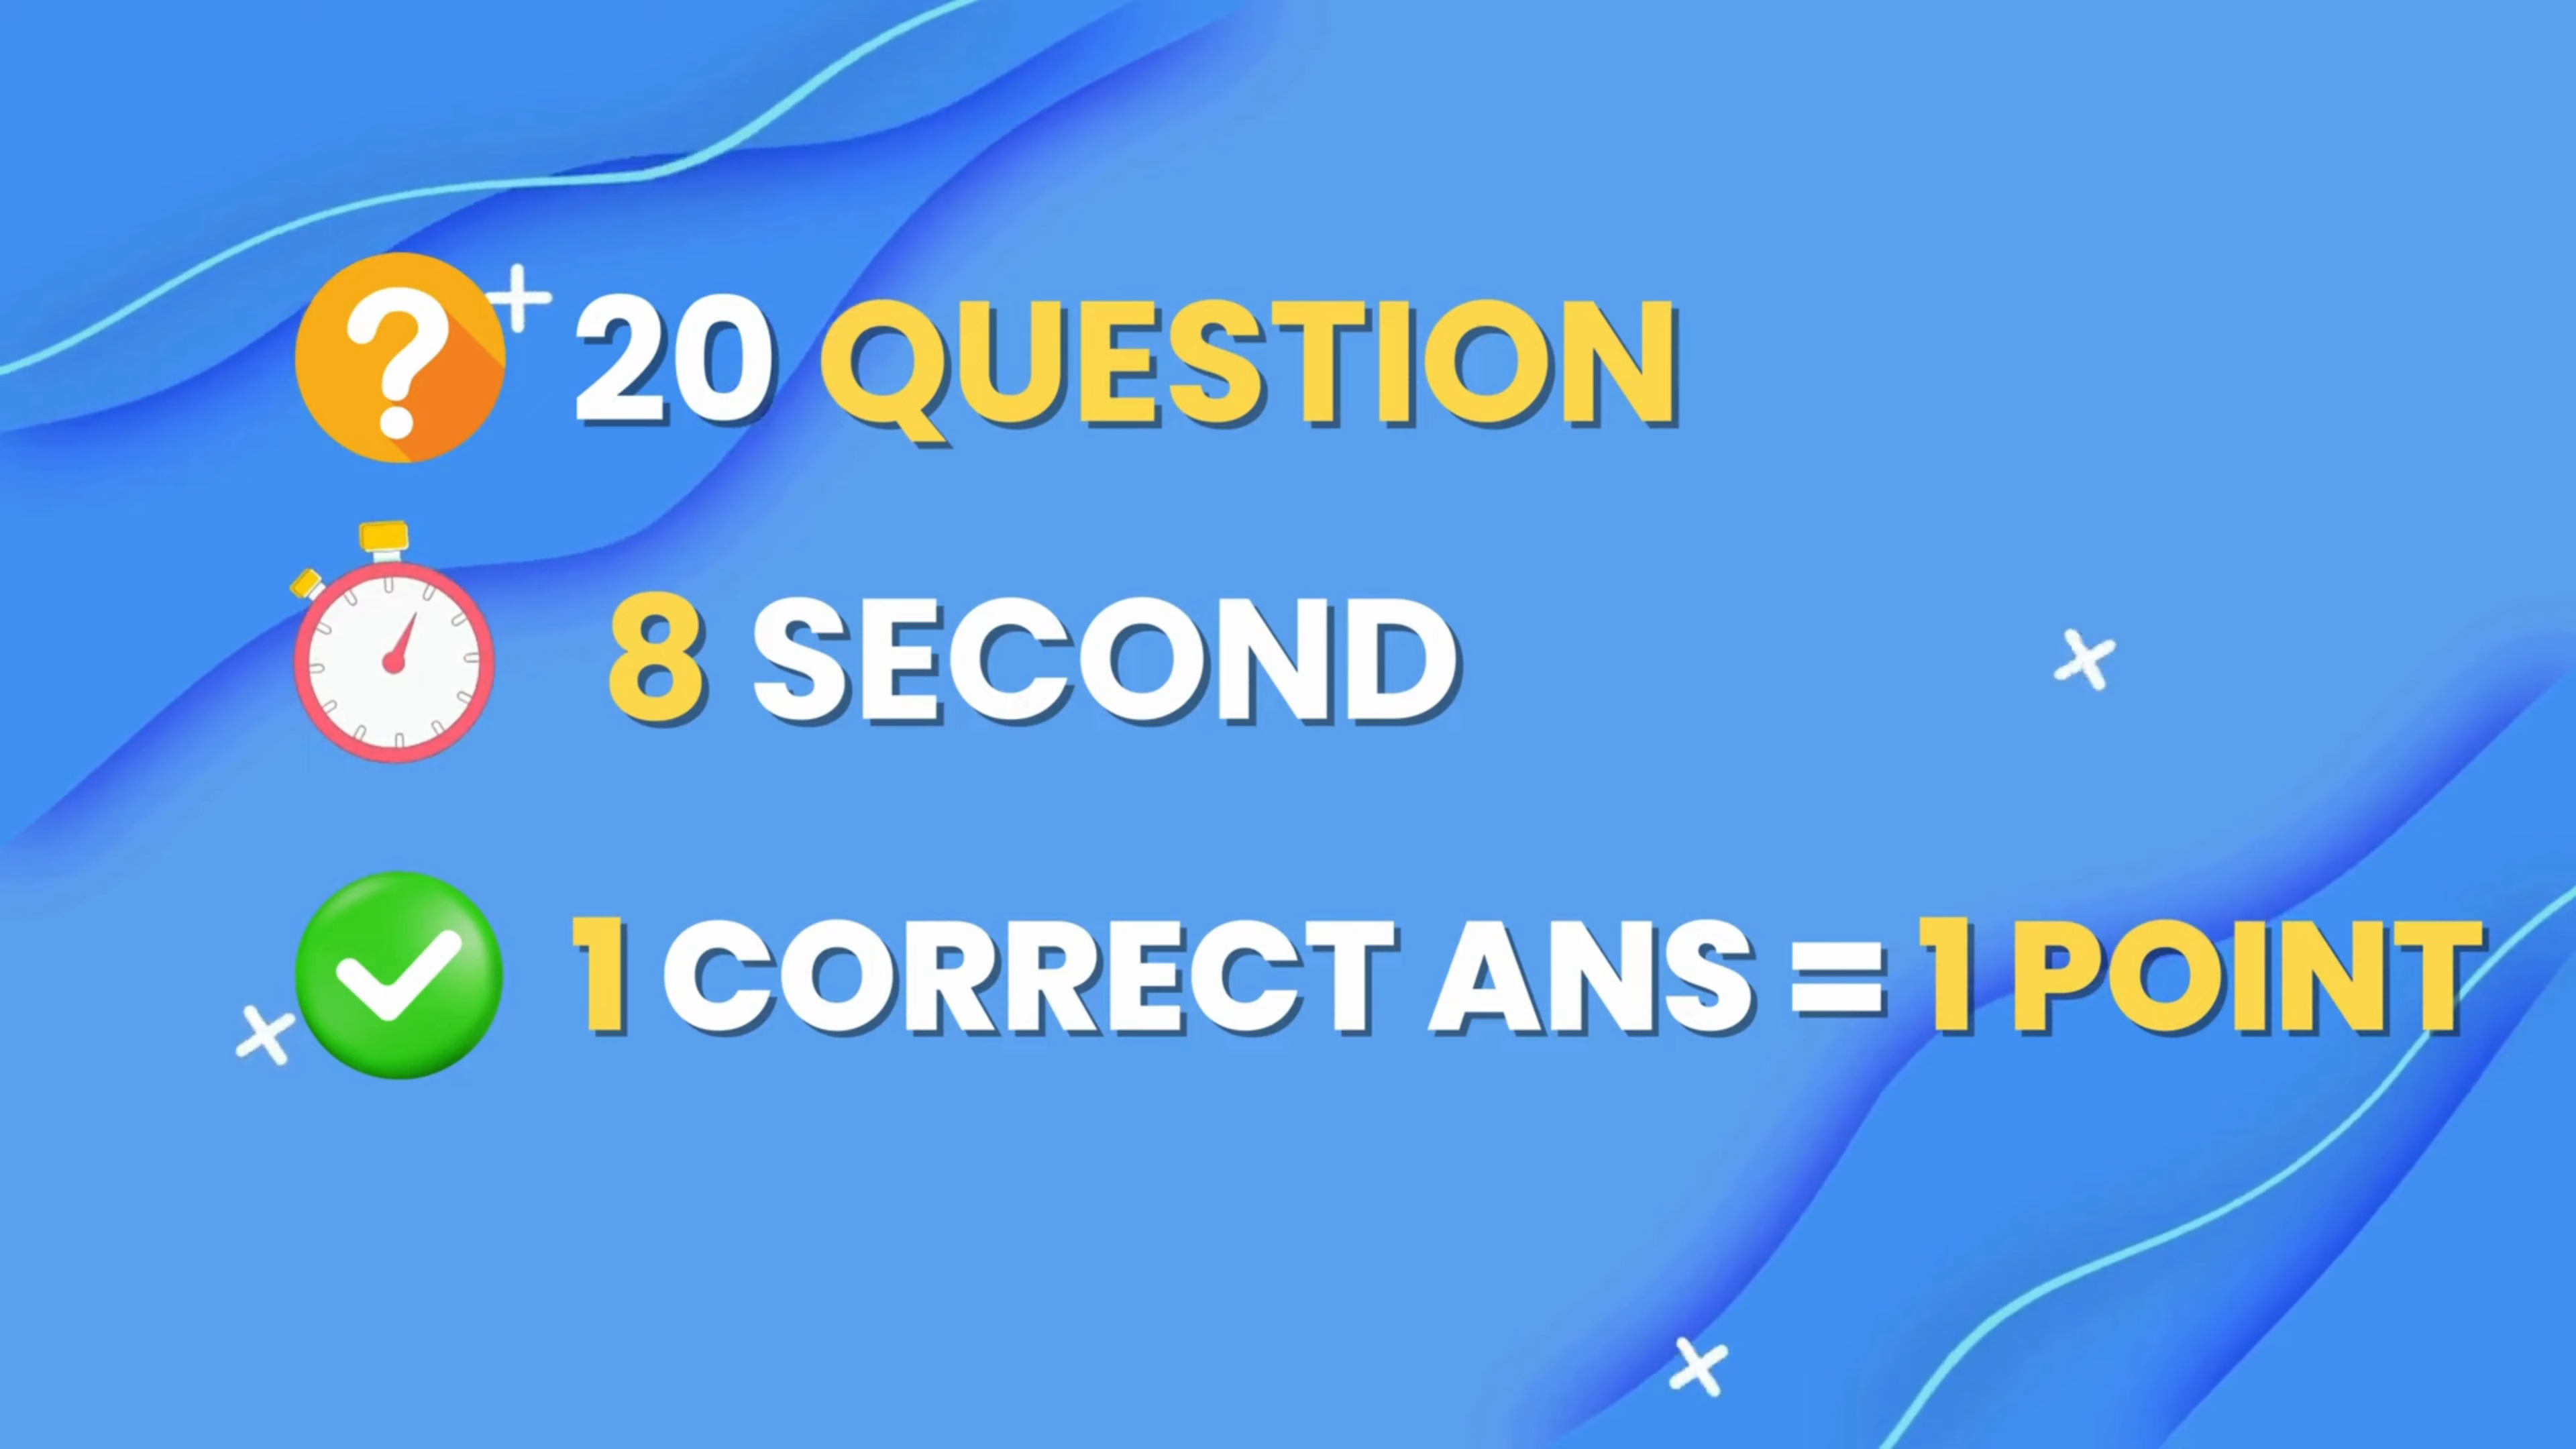 20 QUESTION
8 SECOND
1 CORRECT ANS = 1 POINT